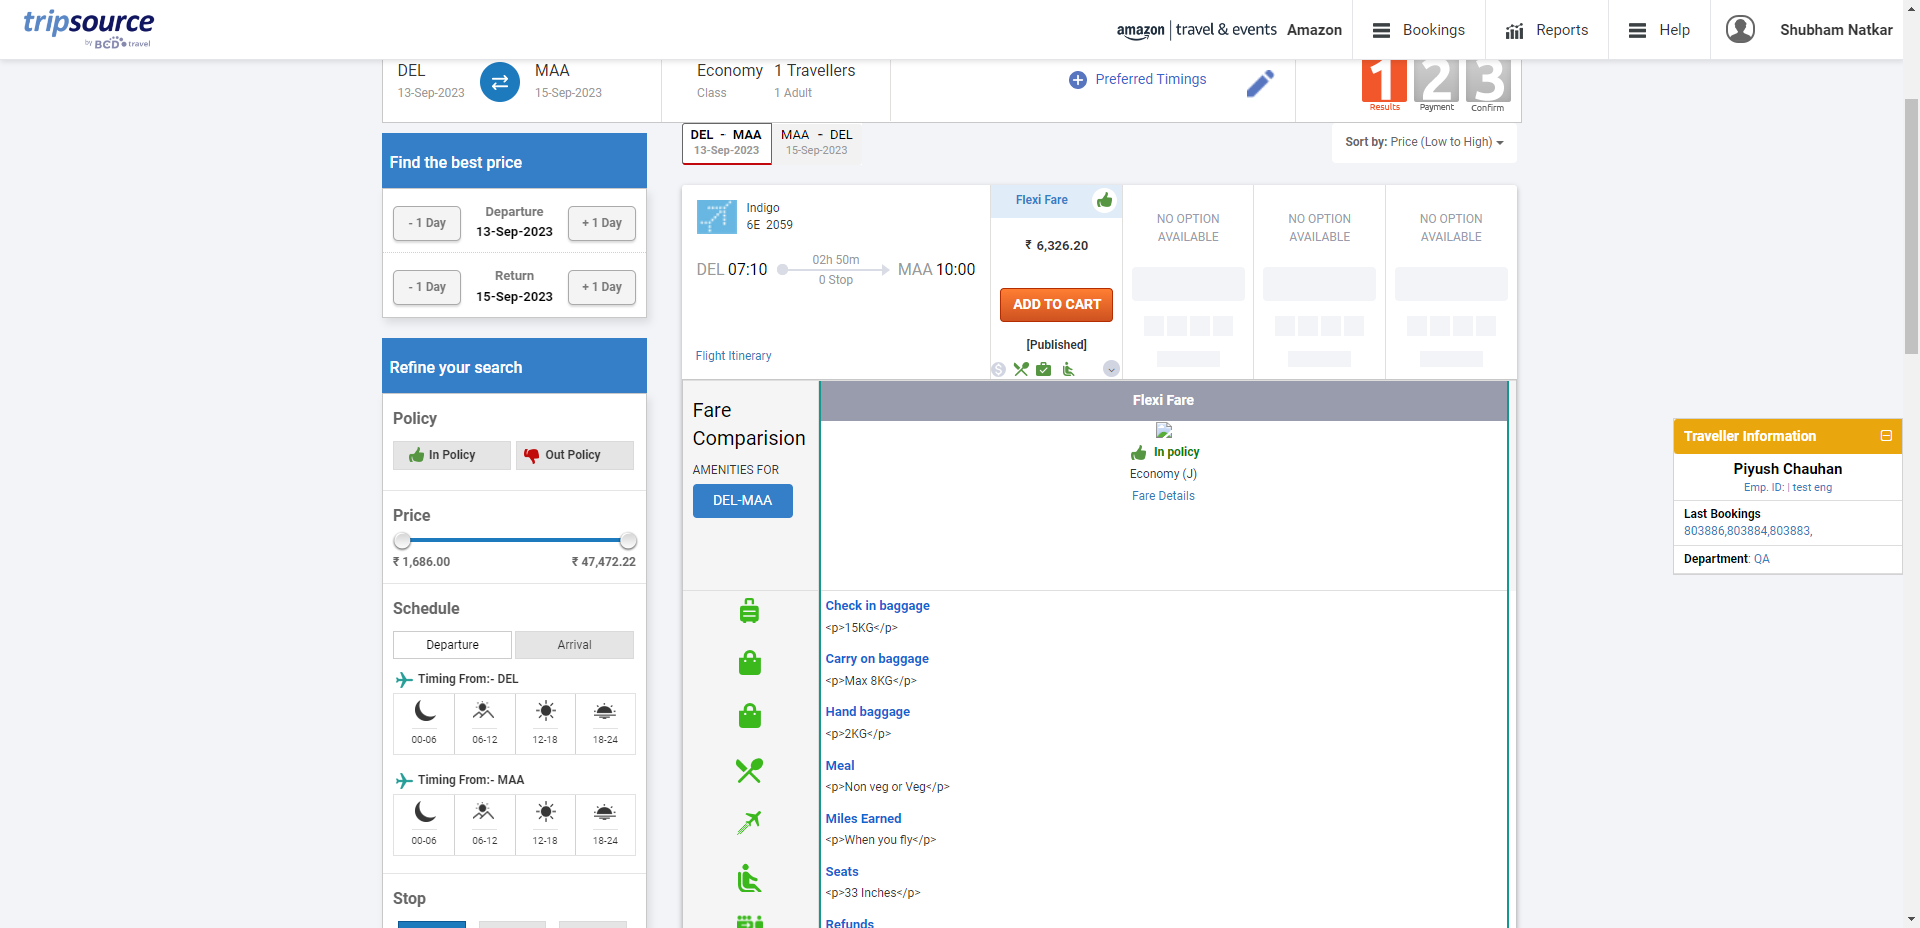 tripsource
by BCD travel
amazon | travel & events Amazon
Bookings
Reports
Help
Shubham Natkar
DEL
13-Sep-2023
MAA
15-Sep-2023
Economy
Class
1 Travellers
1 Adult
Preferred Timings
1 2 3
Results Payment Confirm
Find the best price
- 1 Day
Departure
13-Sep-2023
+ 1 Day
- 1 Day
Return
15-Sep-2023
+ 1 Day
Refine your search
Policy
In Policy
Out Policy
Price
₹ 1,686.00
₹ 47,472.22
Schedule
Departure
Arrival
Timing From:- DEL
00-06 06-12 12-18 18-24
Timing From:- MAA
00-06 06-12 12-18 18-24
Stop
DEL - MAA
13-Sep-2023
MAA - DEL
15-Sep-2023
Sort by: Price (Low to High)
Indigo
6E 2059
DEL 07:10
02h 50m
0 Stop
MAA 10:00
Flight Itinerary
Flexi Fare
₹ 6,326.20
ADD TO CART
[Published]
NO OPTION
AVAILABLE
NO OPTION
AVAILABLE
NO OPTION
AVAILABLE
Fare
Comparision
AMENITIES FOR
DEL-MAA
Flexi Fare
In policy
Economy (J)
Fare Details
Check in baggage
<p>15KG</p>
Carry on baggage
<p>Max 8KG</p>
Hand baggage
<p>2KG</p>
Meal
<p>Non veg or Veg</p>
Miles Earned
<p>When you fly</p>
Seats
<p>33 Inches</p>
Refunds
Traveller Information
Piyush Chauhan
Emp. ID: | test eng
Last Bookings
803886,803884,803883,
Department: QA